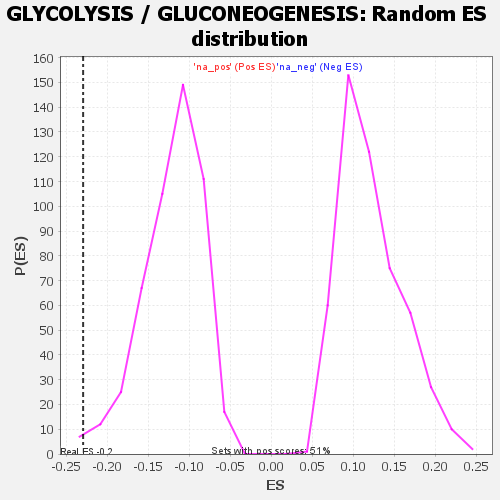 GLYCOLYSIS / GLUCONEOGENESIS: Random ES
distribution
'na_pos' (Pos ES) 'na_neg' (Neg ES)
160
150
140
130
120
110
100
90
80
70
60
50
40
30
20
10
0
P(ES)
Real ES -0.2
Sets with pos scores: 51%
-0.25 -0.20 -0.15 -0.10 -0.05 0.00 0.05 0.10 0.15 0.20 0.25
ES